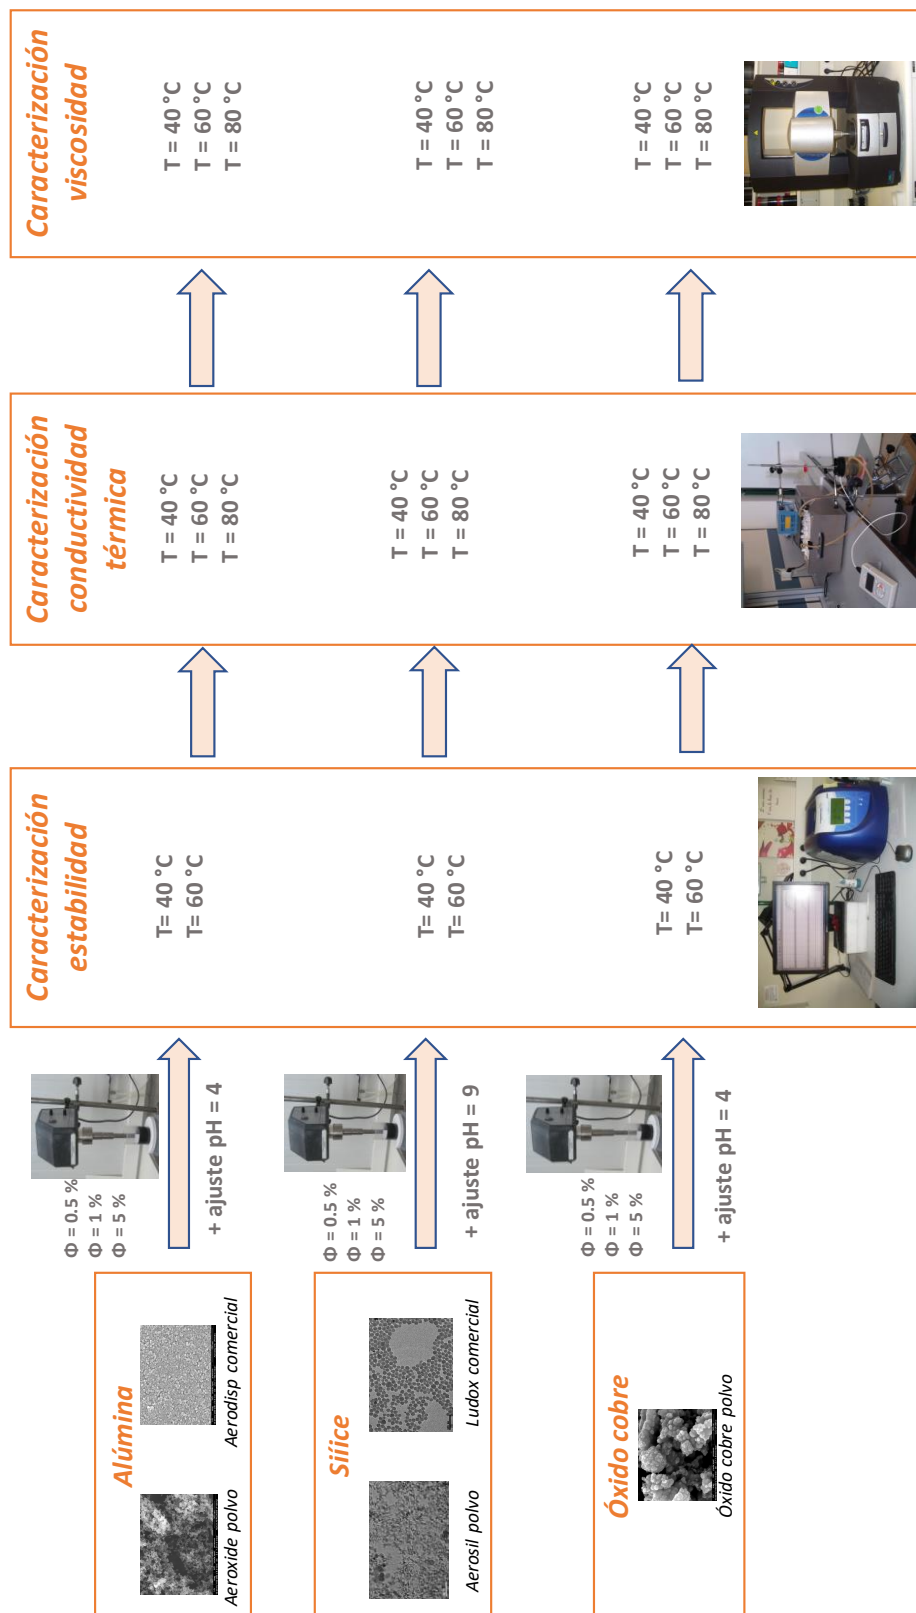 Alúmina
Aeroxide polvo
Aerodisp comercial
Φ = 0.5 %
Φ = 1 %
Φ = 5 %
+ ajuste pH = 4
Sííice
Aerosil polvo
Ludox comercial
Φ = 0.5 %
Φ = 1 %
Φ = 5 %
+ ajuste pH = 9
Óxido cobre
Óxido cobre polvo
Φ = 0.5 %
Φ = 1 %
Φ = 5 %
+ ajuste pH = 4
Caracterización
estabilidad
T= 40 °C
T= 60 °C
T= 40 °C
T= 60 °C
T= 40 °C
T= 60 °C
Caracterización
conductividad
térmica
T = 40 °C
T = 60 °C
T = 80 °C
T = 40 °C
T = 60 °C
T = 80 °C
T = 40 °C
T = 60 °C
T = 80 °C
Caracterización
viscosidad
T = 40 °C
T = 60 °C
T = 80 °C
T = 40 °C
T = 60 °C
T = 80 °C
T = 40 °C
T = 60 °C
T = 80 °C